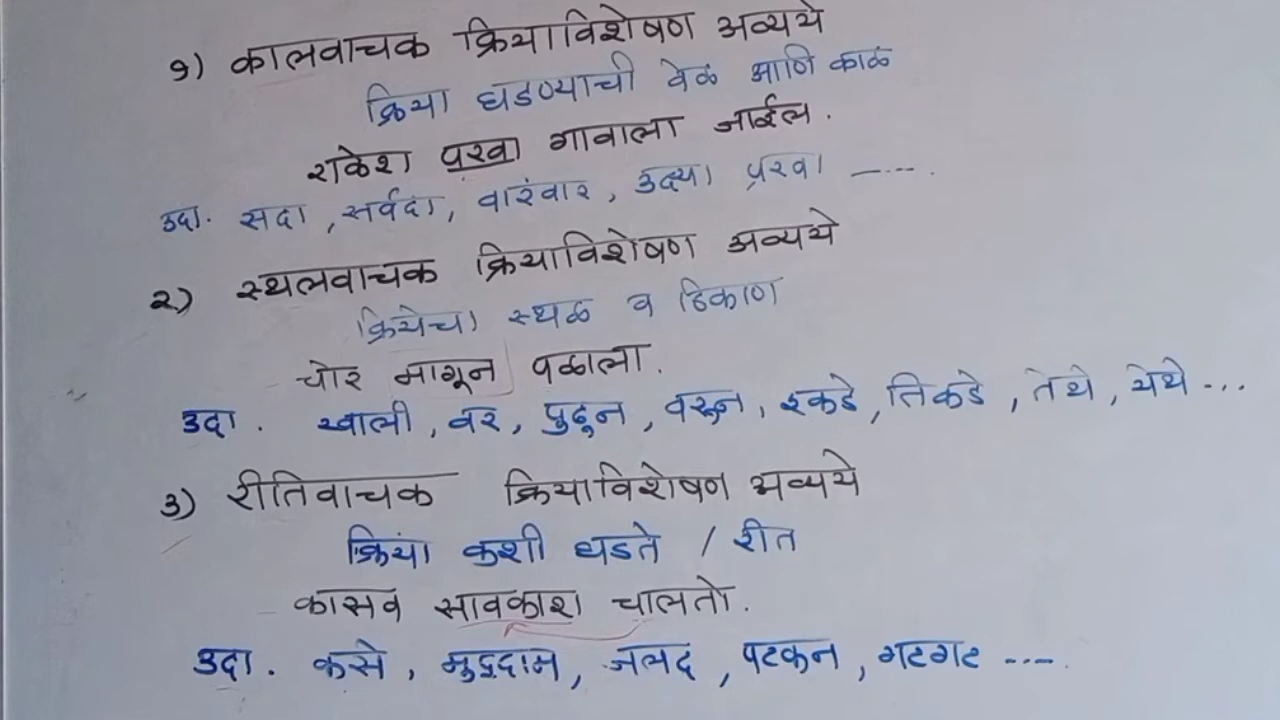 १) कालवाचक क्रियाविशेषण अव्यये
क्रिया घडण्याची वेळ आणि काळ
राकेश परवा गावाला जाईल.
उदा. सदा, सर्वदा, वारंवार, उद्या परवा ----.
२) स्थलवाचक क्रियाविशेषण अव्यये
क्रियेचा स्थळ व ठिकाण
चोर मागून पळाला.
उदा. खाली, वर, पुढून, वरून, इकडे, तिकडे, तेथे, येथे ...
३) रीतिवाचक क्रियाविशेषण अव्यये
क्रिया कशी घडते / रीत
कासव सावकाश चालतो.
उदा. कसे, मुद्दाम, जलद, पटकन, गटगट ----.